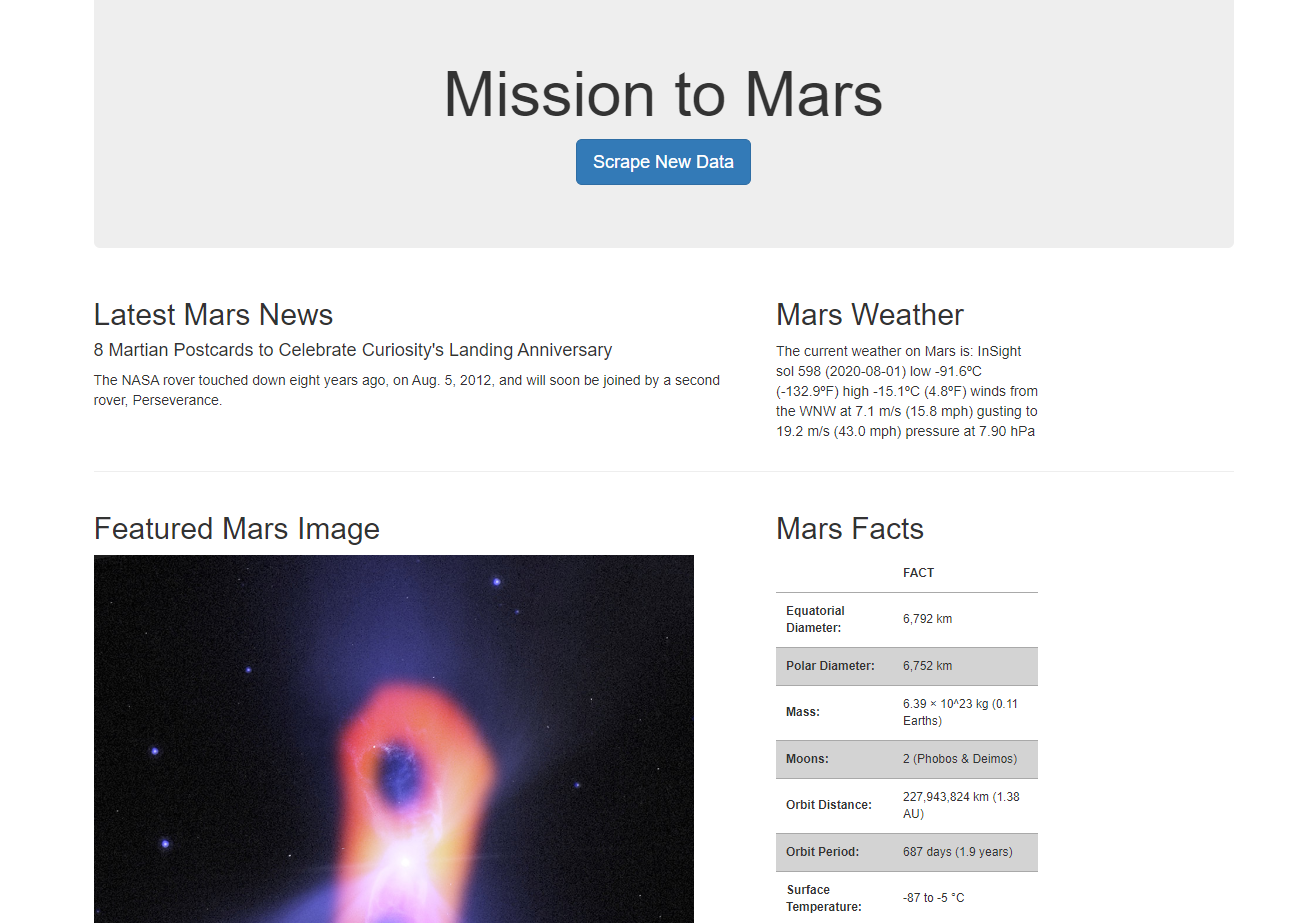 Mission to Mars
Scrape New Data
Latest Mars News
8 Martian Postcards to Celebrate Curiosity's Landing Anniversary
The NASA rover touched down eight years ago, on Aug. 5, 2012, and will soon be joined by a second
rover, Perseverance.
Mars Weather
The current weather on Mars is: InSight
sol 598 (2020-08-01) low -91.6ºC
(-132.9ºF) high -15.1ºC (4.8ºF) winds from
the WNW at 7.1 m/s (15.8 mph) gusting to
19.2 m/s (43.0 mph) pressure at 7.90 hPa
Featured Mars Image
Mars Facts
FACT
Equatorial
Diameter:
6,792 km
Polar Diameter:
6,752 km
Mass:
6.39 × 10^23 kg (0.11
Earths)
Moons:
2 (Phobos & Deimos)
Orbit Distance:
227,943,824 km (1.38
AU)
Orbit Period:
687 days (1.9 years)
Surface
Temperature:
-87 to -5 °C